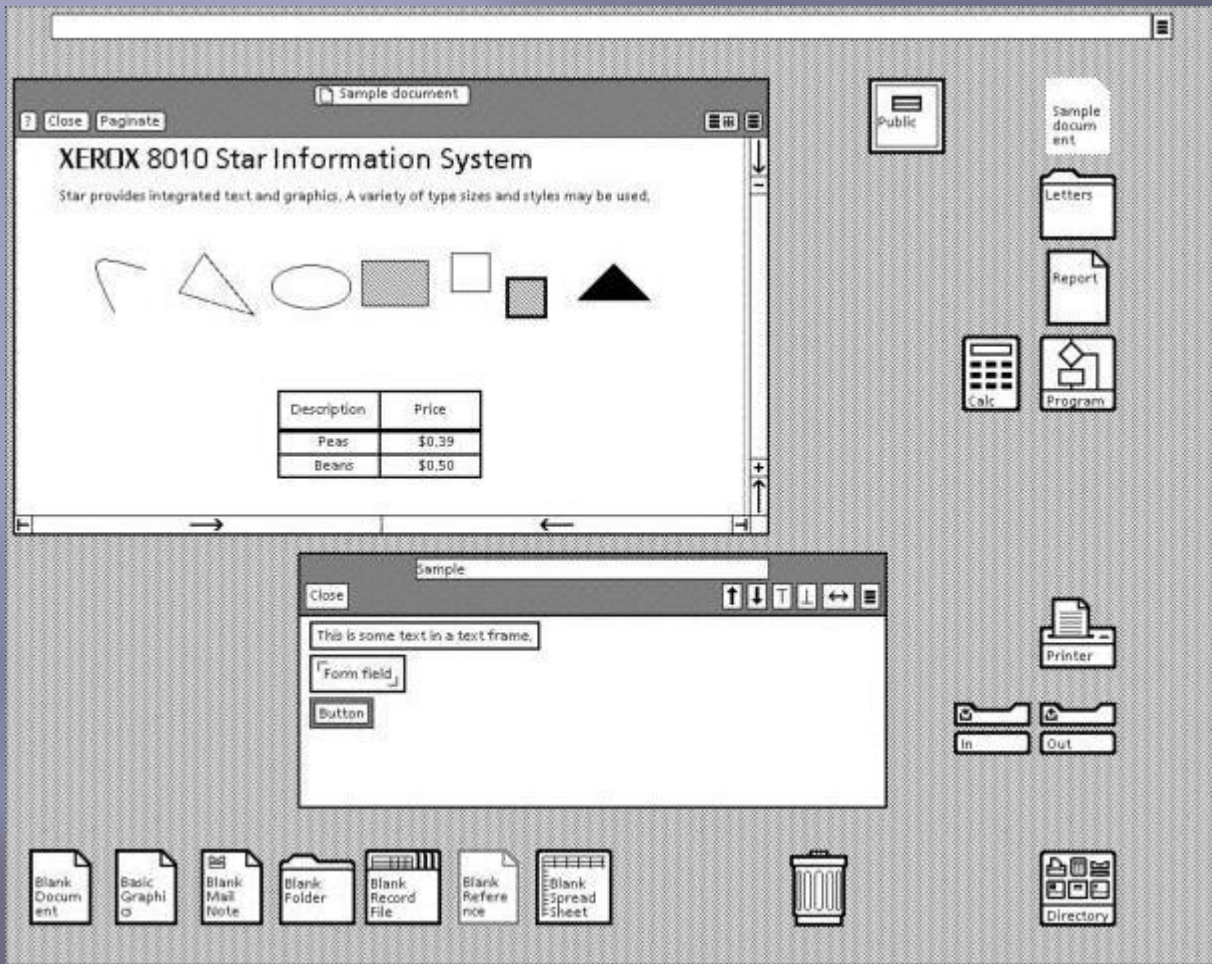 Sample document
? Close Paginate
XEROX 8010 Star Information System
Star provides integrated text and graphics. A variety of type sizes and styles may be used.
Description Price
Peas $0.39
Beans $0.50
Public
Sample
docum
ent
Letters
Report
Calc
Program
Sample
Close
This is some text in a text frame.
Form field
Button
Printer
In
Out
Blank
Docum
ent
Basic
Graphi
c
Blank
Mail
Note
Blank
Folder
Blank
Record
File
Blank
Refere
nce
Blank
Spread
Sheet
Directory